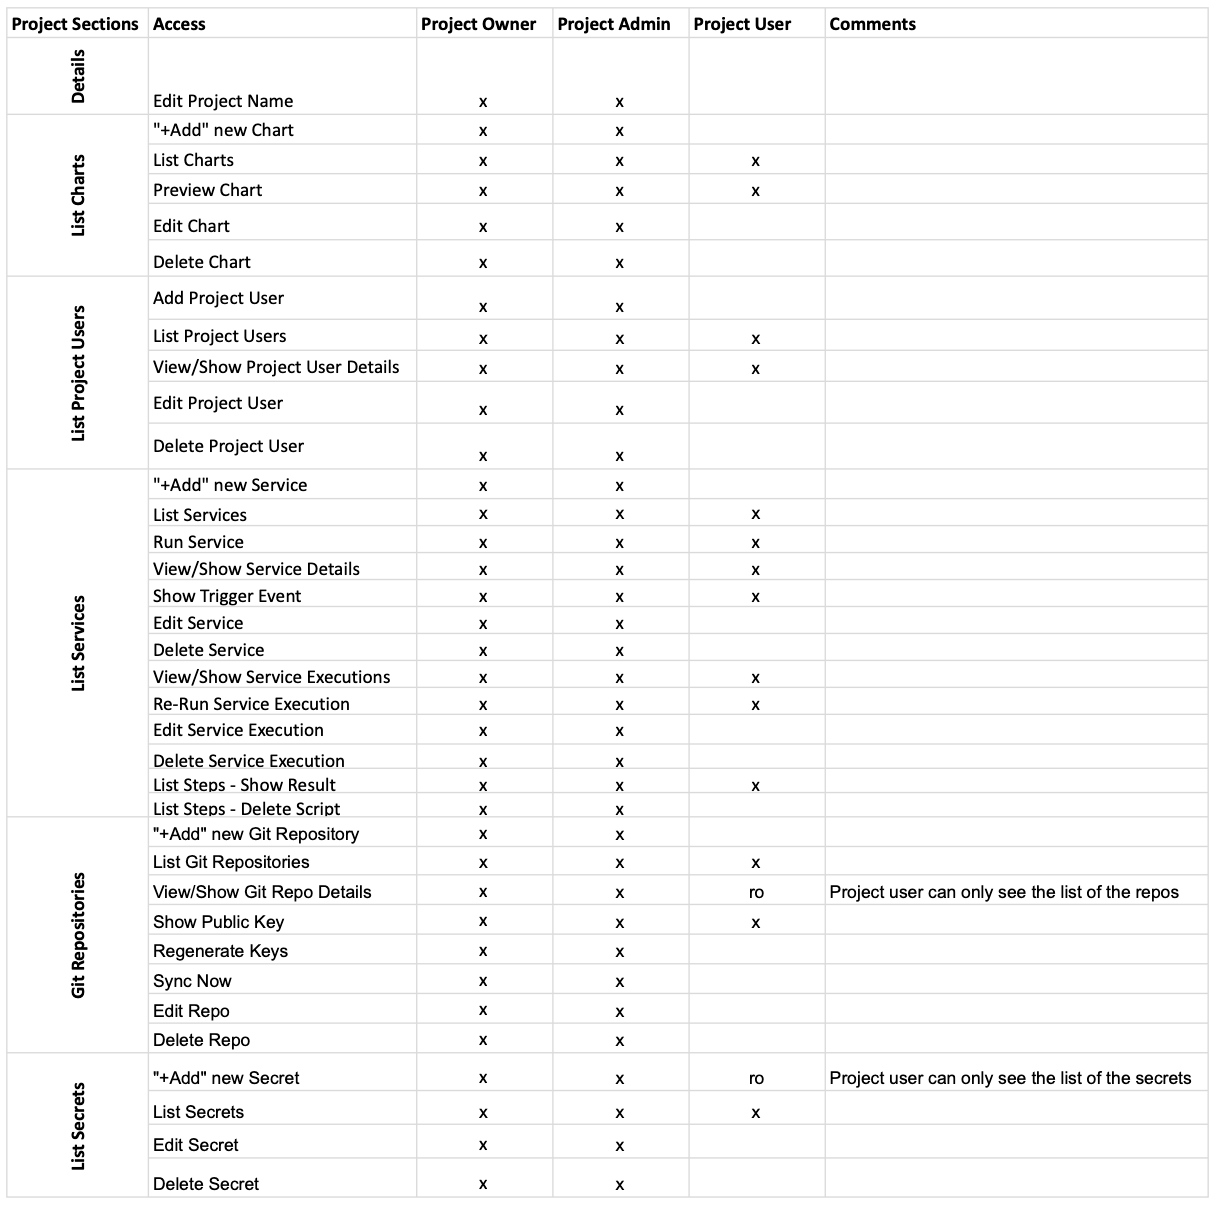 Project Sections Access Project Owner Project Admin Project User Comments
Details
Edit Project Name x x
List Charts
"+Add" new Chart x x
List Charts x x x
Preview Chart x x x
Edit Chart x x
Delete Chart x x
List Project Users
Add Project User x x
List Project Users x x x
View/Show Project User Details x x x
Edit Project User x x
Delete Project User x x
List Services
"+Add" new Service x x
List Services x x x
Run Service x x x
View/Show Service Details x x x
Show Trigger Event x x x
Edit Service x x
Delete Service x x
View/Show Service Executions x x x
Re-Run Service Execution x x x
Edit Service Execution x x
Delete Service Execution x x
List Steps - Show Result x x x
List Steps - Delete Script x x
Git Repositories
"+Add" new Git Repository x x
List Git Repositories x x x
View/Show Git Repo Details x x ro Project user can only see the list of the repos
Show Public Key x x x
Regenerate Keys x x
Sync Now x x
Edit Repo x x
Delete Repo x x
List Secrets
"+Add" new Secret x x ro Project user can only see the list of the secrets
List Secrets x x x
Edit Secret x x
Delete Secret x x